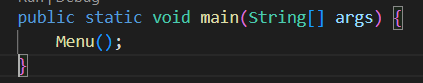 Run | Debug
public static void main(String[] args) {
    Menu();
}